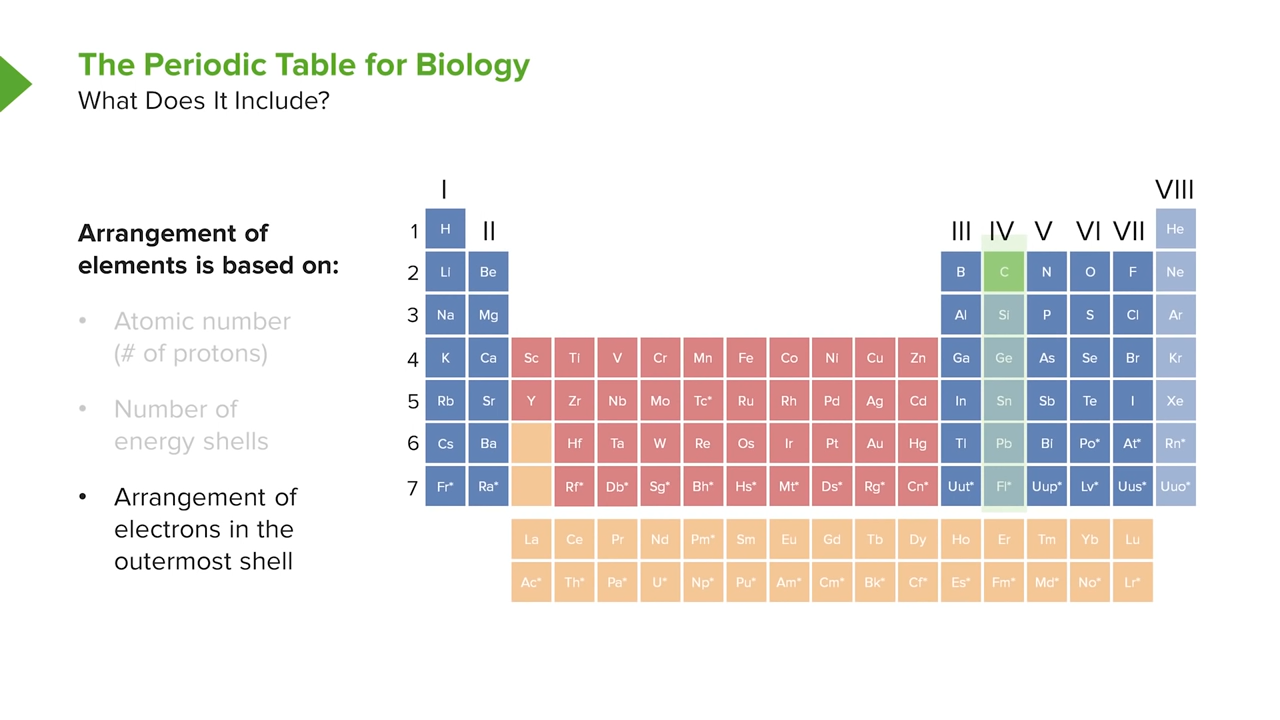 The Periodic Table for Biology
What Does It Include?
Arrangement of
elements is based on:
• Atomic number
(# of protons)
• Number of
energy shells
• Arrangement of
electrons in the
outermost shell
I VIII
1 H II III IV V VI VII He
2 Li Be B C N O F Ne
3 Na Mg Al Si P S Cl Ar
4 K Ca Sc Ti V Cr Mn Fe Co Ni Cu Zn Ga Ge As Se Br Kr
5 Rb Sr Y Zr Nb Mo Tc* Ru Rh Pd Ag Cd In Sn Sb Te I Xe
6 Cs Ba Hf Ta W Re Os Ir Pt Au Hg Tl Pb Bi Po* At* Rn*
7 Fr* Ra* Rf* Db* Sg* Bh* Hs* Mt* Ds* Rg* Cn* Uut* Fl* Uup* Lv* Uus* Uuo*
La Ce Pr Nd Pm* Sm Eu Gd Tb Dy Ho Er Tm Yb Lu
Ac* Th* Pa* U* Np* Pu* Am* Cm* Bk* Cf* Es* Fm* Md* No* Lr*